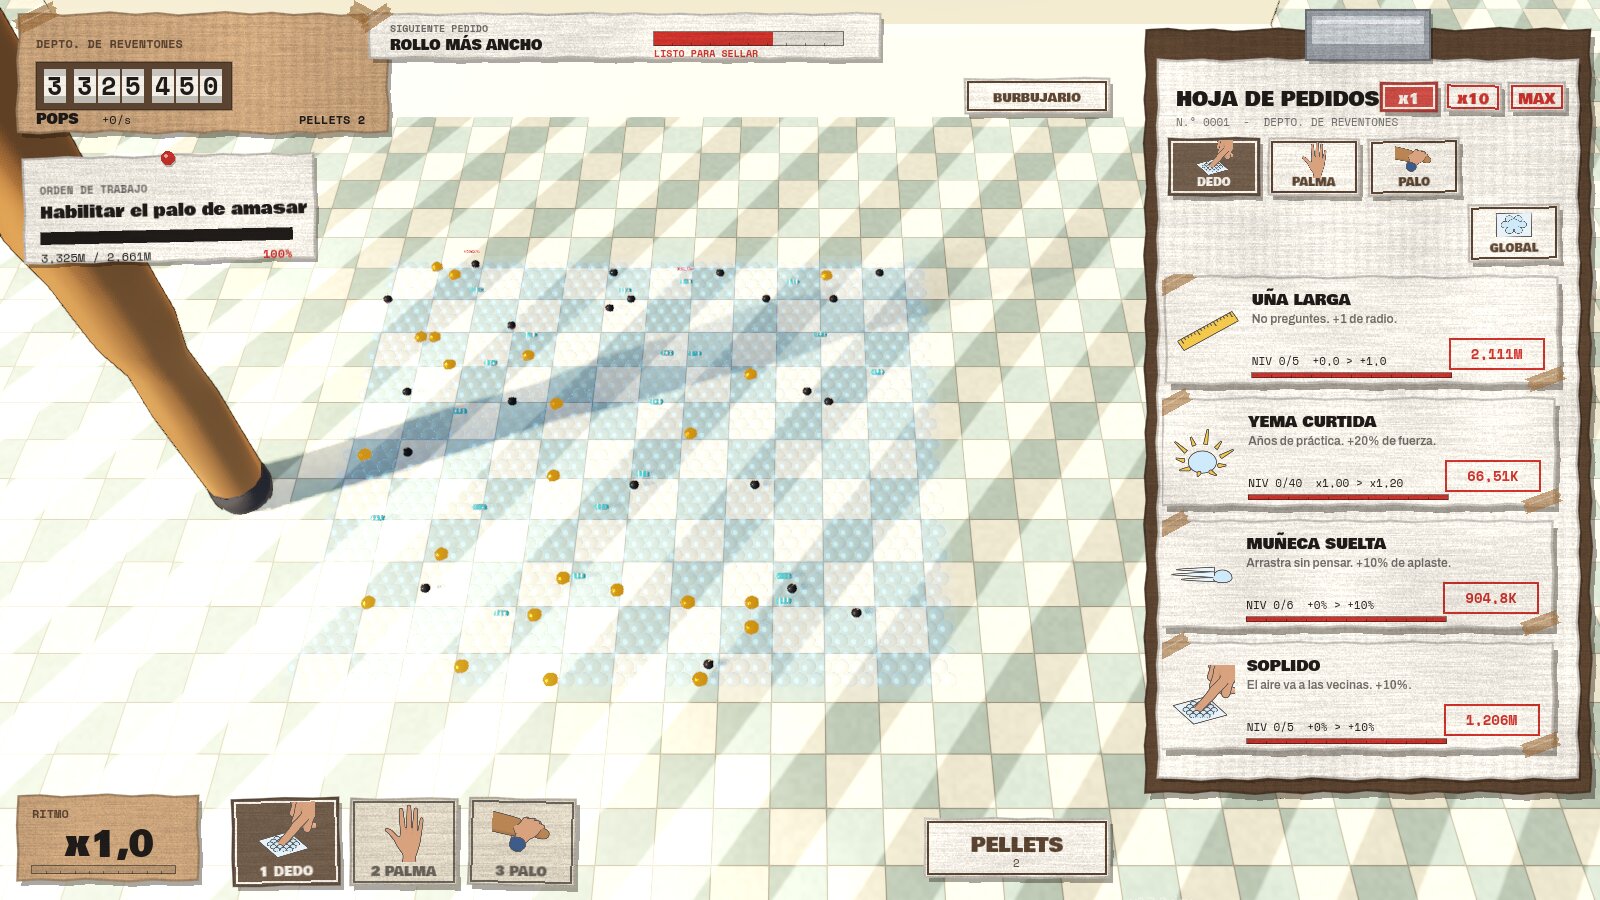 DEPTO. DE REVENTONES
3 325 450
POPS +0/s PELLETS 2
SIGUIENTE PEDIDO
ROLLO MÁS ANCHO
LISTO PARA SELLAR
ORDEN DE TRABAJO
Habilitar el palo de amasar
3,325M / 2,661M 100%
BURBUJARIO
HOJA DE PEDIDOS x1 x10 MAX
N.° 0001 - DEPTO. DE REVENTONES
DEDO PALMA PALO
GLOBAL
UÑA LARGA
No preguntes. +1 de radio.
NIV 0/5 +0,0 > +1,0 2,111M
YEMA CURTIDA
Años de práctica. +20% de fuerza.
NIV 0/40 x1,00 > x1,20 66,51K
MUÑECA SUELTA
Arrastra sin pensar. +10% de aplaste.
NIV 0/6 +0% > +10% 904,8K
SOPLIDO
El aire va a las vecinas. +10%.
NIV 0/5 +0% > +10% 1,206M
RITMO
x1,0
1 DEDO 2 PALMA 3 PALO
PELLETS
2